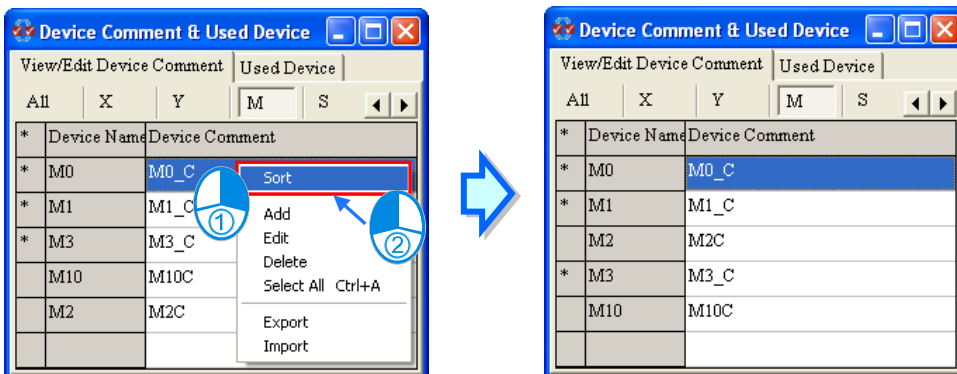 Device Comment & Used Device
View/Edit Device Comment Used Device
All X Y M S
* Device Name Device Comment
* M0 M0_C
* M1 M1_C
* M3 M3_C
M10 M10C
M2 M2C
Sort
Add
Edit
Delete
Select All Ctrl+A
Export
Import
1
2
Device Comment & Used Device
View/Edit Device Comment Used Device
All X Y M S
* Device Name Device Comment
* M0 M0_C
* M1 M1_C
M2 M2C
* M3 M3_C
M10 M10C